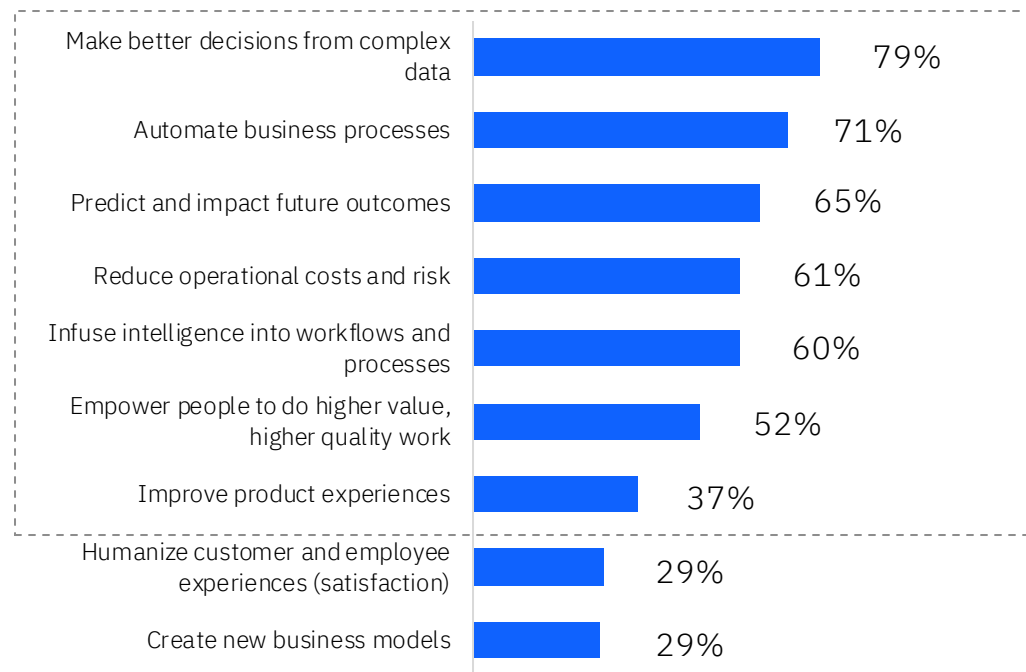 Make better decisions from complex
data
79%
Automate business processes
71%
Predict and impact future outcomes
65%
Reduce operational costs and risk
61%
Infuse intelligence into workflows and
processes
60%
Empower people to do higher value,
higher quality work
52%
Improve product experiences
37%
Humanize customer and employee
experiences (satisfaction)
29%
Create new business models
29%